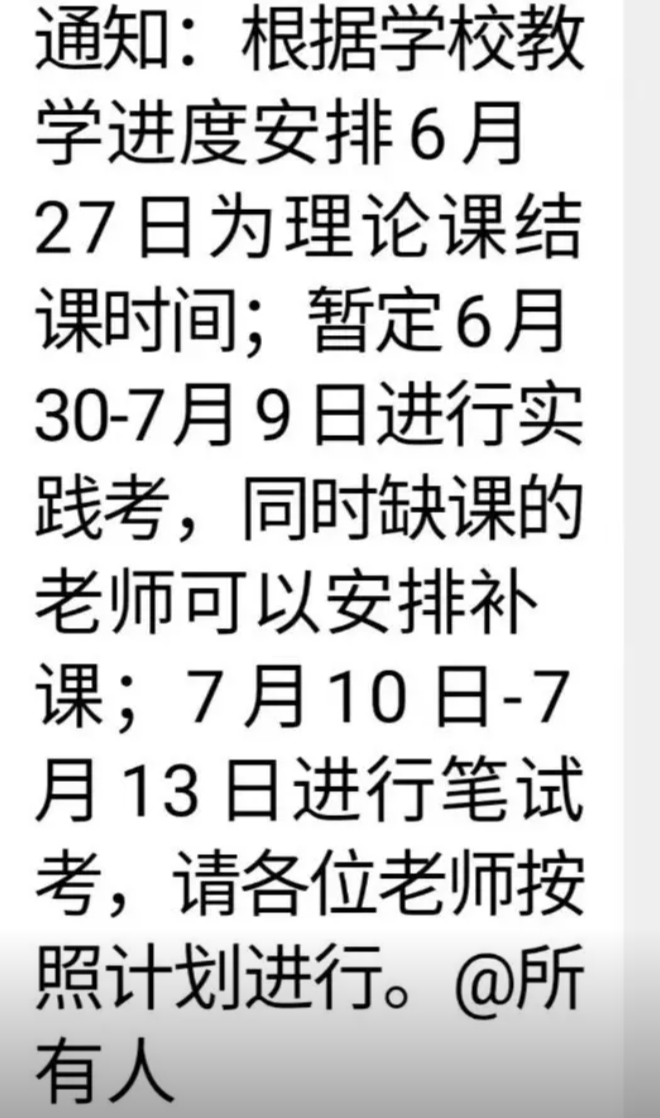 通知：根据学校教
学进度安排6月
27日为理论课结
课时间；暂定6月
30-7月9日进行实
践考，同时缺课的
老师可以安排补
课；7月10日-7
月13日进行笔试
考，请各位老师按
照计划进行。@所
有人